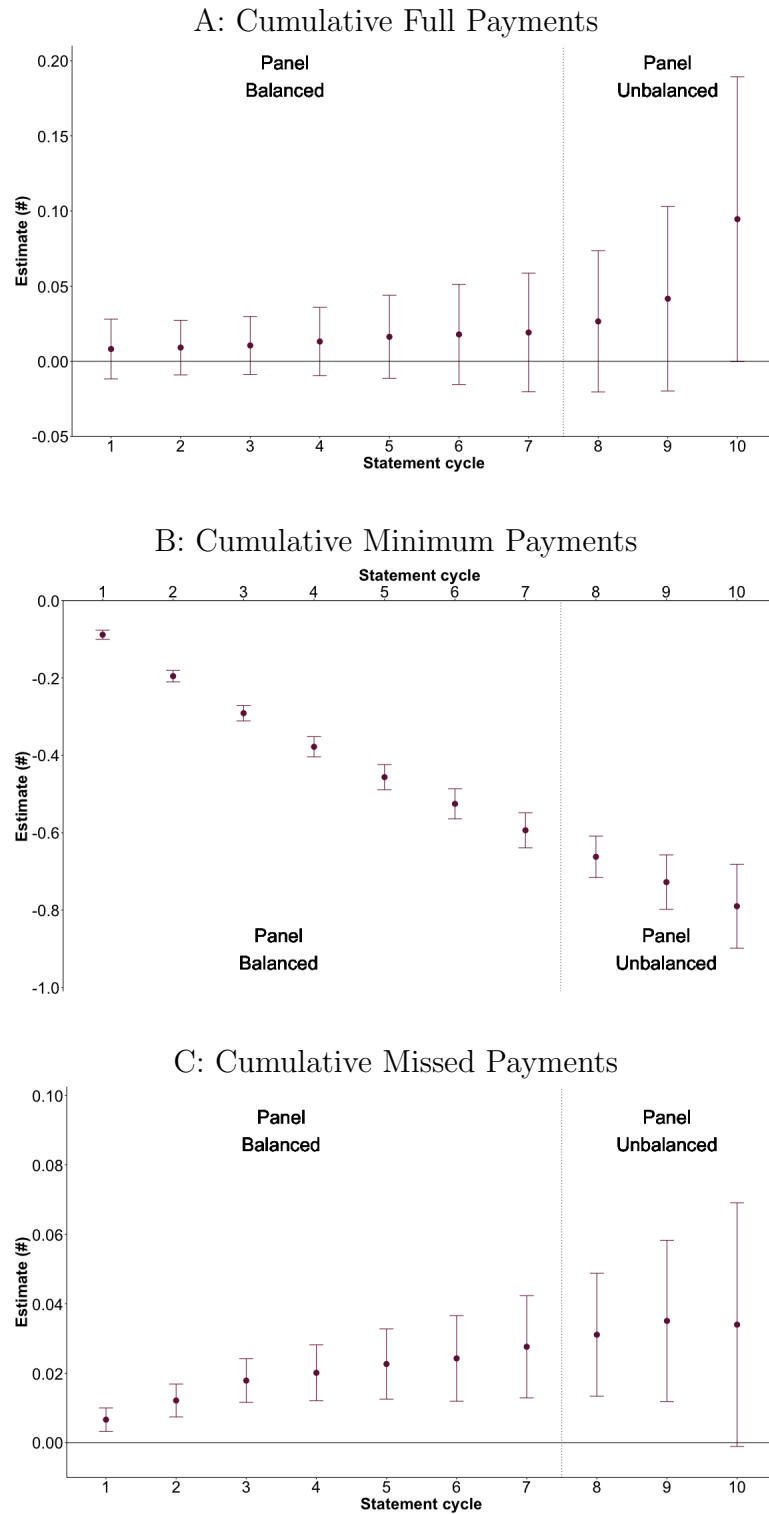 A: Cumulative Full Payments
Panel
Balanced
Panel
Unbalanced
Estimate (#)
0.20
0.15
0.10
0.05
0.00
-0.05
1 2 3 4 5 6 7 8 9 10
Statement cycle
B: Cumulative Minimum Payments
Statement cycle
1 2 3 4 5 6 7 8 9 10
Estimate (#)
0.0
-0.2
-0.4
-0.6
-0.8
-1.0
Panel
Balanced
Panel
Unbalanced
C: Cumulative Missed Payments
Panel
Balanced
Panel
Unbalanced
Estimate (#)
0.10
0.08
0.06
0.04
0.02
0.00
1 2 3 4 5 6 7 8 9 10
Statement cycle